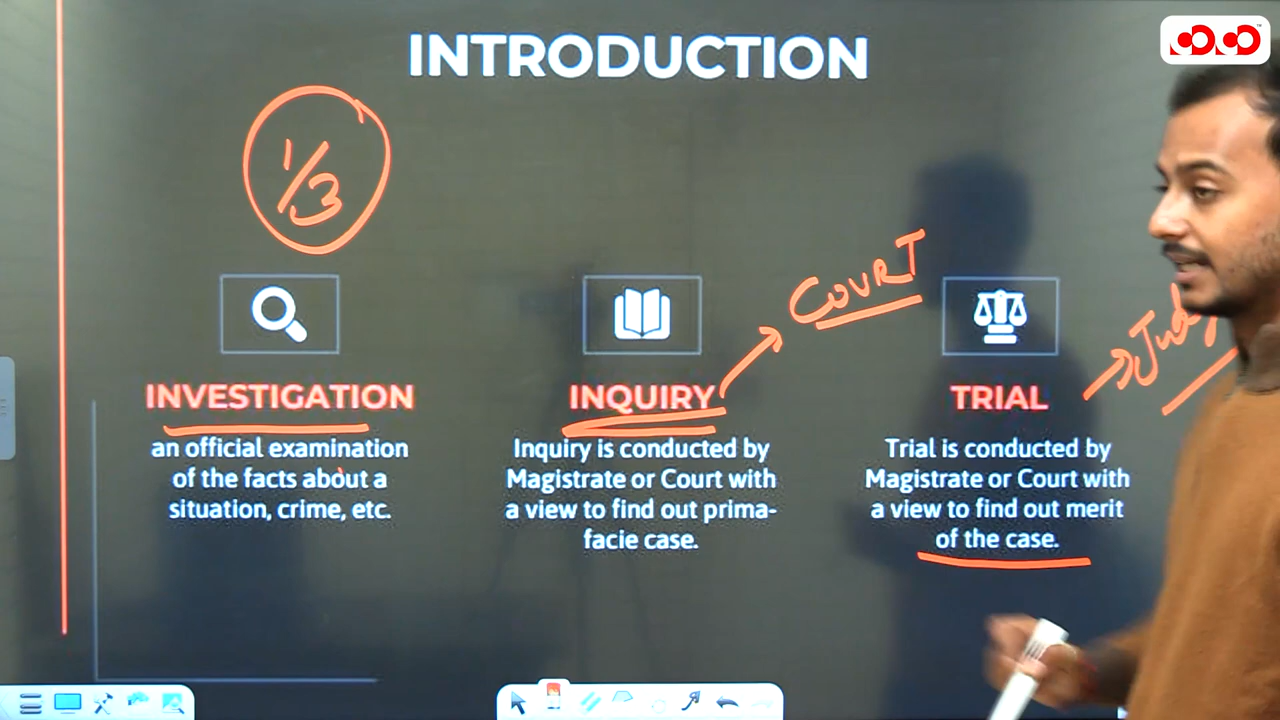 INTRODUCTION
1/3
COURT
INVESTIGATION
an official examination
of the facts about a
situation, crime, etc.
INQUIRY
Inquiry is conducted by
Magistrate or Court with
a view to find out prima-
facie case.
TRIAL
Trial is conducted by
Magistrate or Court with
a view to find out merit
of the case.